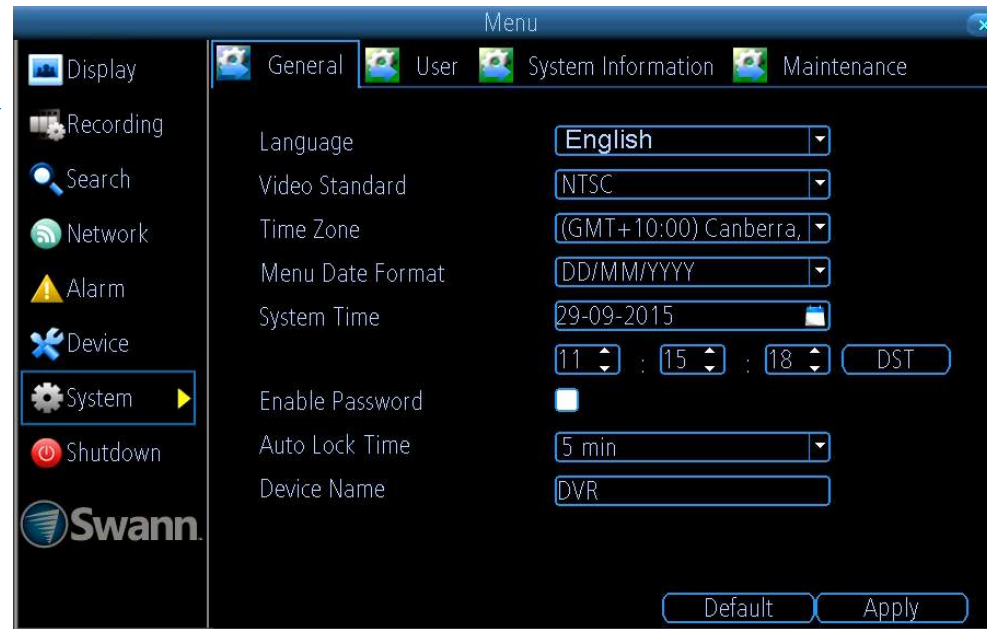 Menu
Display
Recording
Search
Network
Alarm
Device
System
Shutdown
Swann
General User System Information Maintenance
Language English
Video Standard NTSC
Time Zone (GMT+10:00) Canberra,
Menu Date Format DD/MM/YYYY
System Time 29-09-2015
11 : 15 : 18 DST
Enable Password
Auto Lock Time 5 min
Device Name DVR
Default Apply